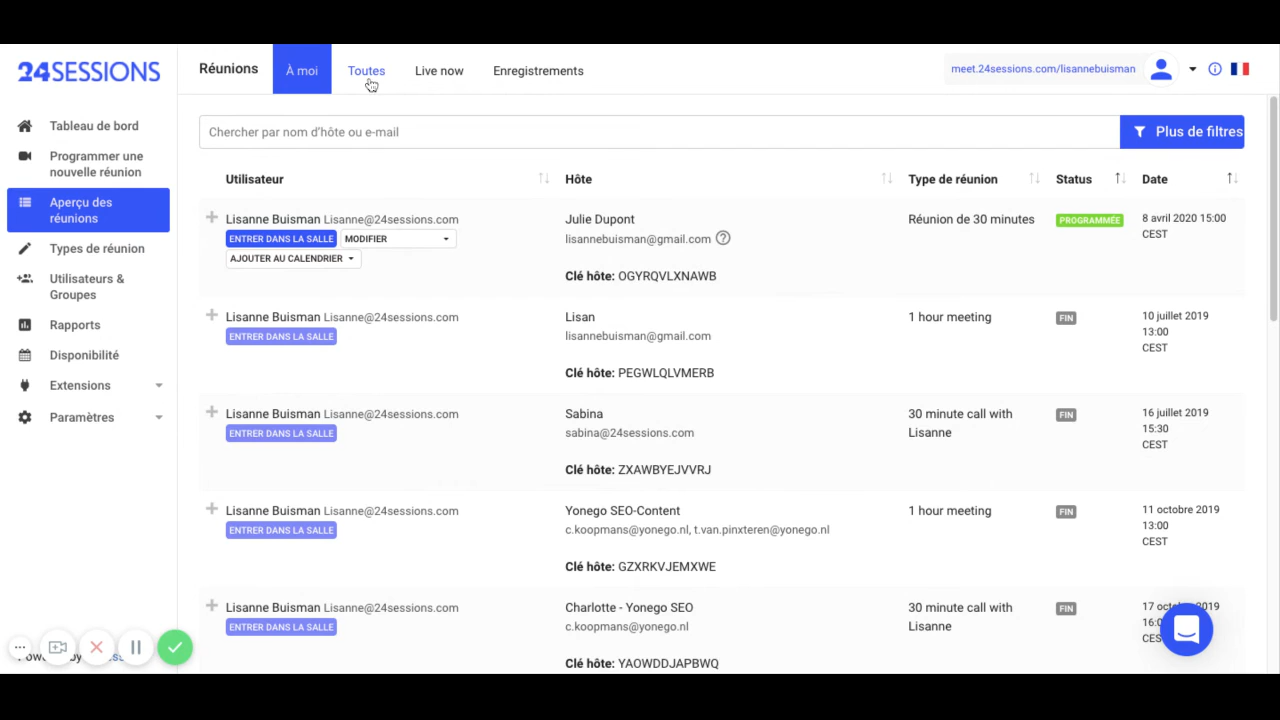 24SESSIONS
Réunions
À moi
Toutes
Live now
Enregistrements
meet.24sessions.com/lisannebuisman
Tableau de bord
Programmer une
nouvelle réunion
Aperçu des
réunions
Types de réunion
Utilisateurs &
Groupes
Rapports
Disponibilité
Extensions
Paramètres
Chercher par nom d'hôte ou e-mail
Plus de filtres
Utilisateur
Hôte
Type de réunion
Status
Date
Lisanne Buisman Lisanne@24sessions.com
ENTRER DANS LA SALLE
MODIFIER
AJOUTER AU CALENDRIER
Julie Dupont
lisannebuisman@gmail.com
Clé hôte: OGYRQVLXNAWB
Réunion de 30 minutes
PROGRAMMÉE
8 avril 2020 15:00
CEST
Lisanne Buisman Lisanne@24sessions.com
ENTRER DANS LA SALLE
Lisan
lisannebuisman@gmail.com
Clé hôte: PEGWLQLVMERB
1 hour meeting
FIN
10 juillet 2019
13:00
CEST
Lisanne Buisman Lisanne@24sessions.com
ENTRER DANS LA SALLE
Sabina
sabina@24sessions.com
Clé hôte: ZXAWBYEJVVRJ
30 minute call with
Lisanne
FIN
16 juillet 2019
15:30
CEST
Lisanne Buisman Lisanne@24sessions.com
ENTRER DANS LA SALLE
Yonego SEO-Content
c.koopmans@yonego.nl, t.van.pinxteren@yonego.nl
Clé hôte: GZXRKVJEMXWE
1 hour meeting
FIN
11 octobre 2019
13:00
CEST
Lisanne Buisman Lisanne@24sessions.com
ENTRER DANS LA SALLE
Charlotte - Yonego SEO
c.koopmans@yonego.nl
Clé hôte: YAOWDDJAPBWQ
30 minute call with
Lisanne
FIN
17 2019